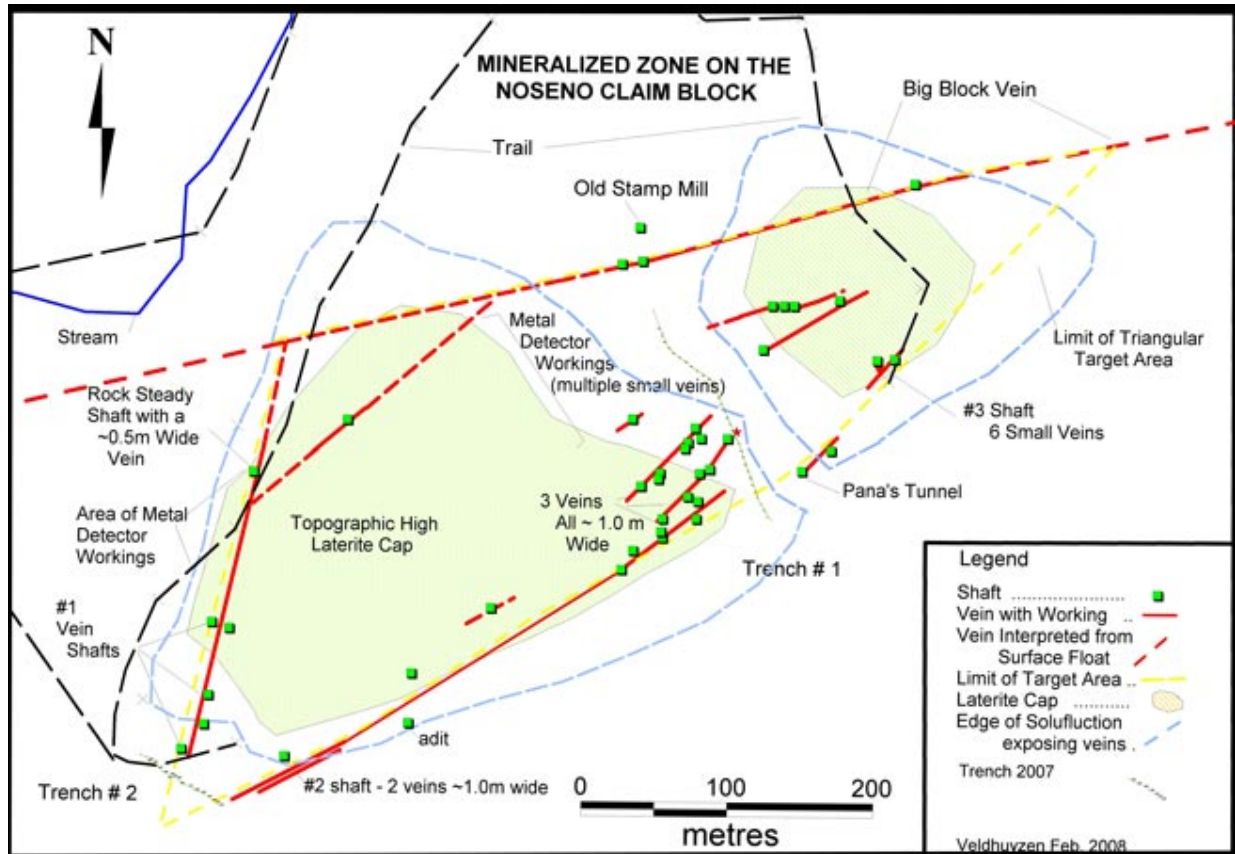 N
MINERALIZED ZONE ON THE
NOSENO CLAIM BLOCK
Big Block Vein
Trail
Old Stamp Mill
Stream
Metal
Detector
Workings
(multiple small veins)
Limit of Triangular
Target Area
Rock Steady
Shaft with a
~0.5m Wide
Vein
#3 Shaft
6 Small Veins
Pana's Tunnel
Area of Metal
Detector
Workings
Topographic High
Laterite Cap
3 Veins
All ~ 1.0 m
Wide
Trench # 1
#1
Vein
Shafts
adit
Trench # 2
#2 shaft - 2 veins ~1.0m wide
0 100 200
metres
Legend
Shaft ......................
Vein with Working ..
Vein Interpreted from
Surface Float
Limit of Target Area ..
Laterite Cap ............
Edge of Solufluction
exposing veins .
Trench 2007
Veldhuyzen Feb. 2008